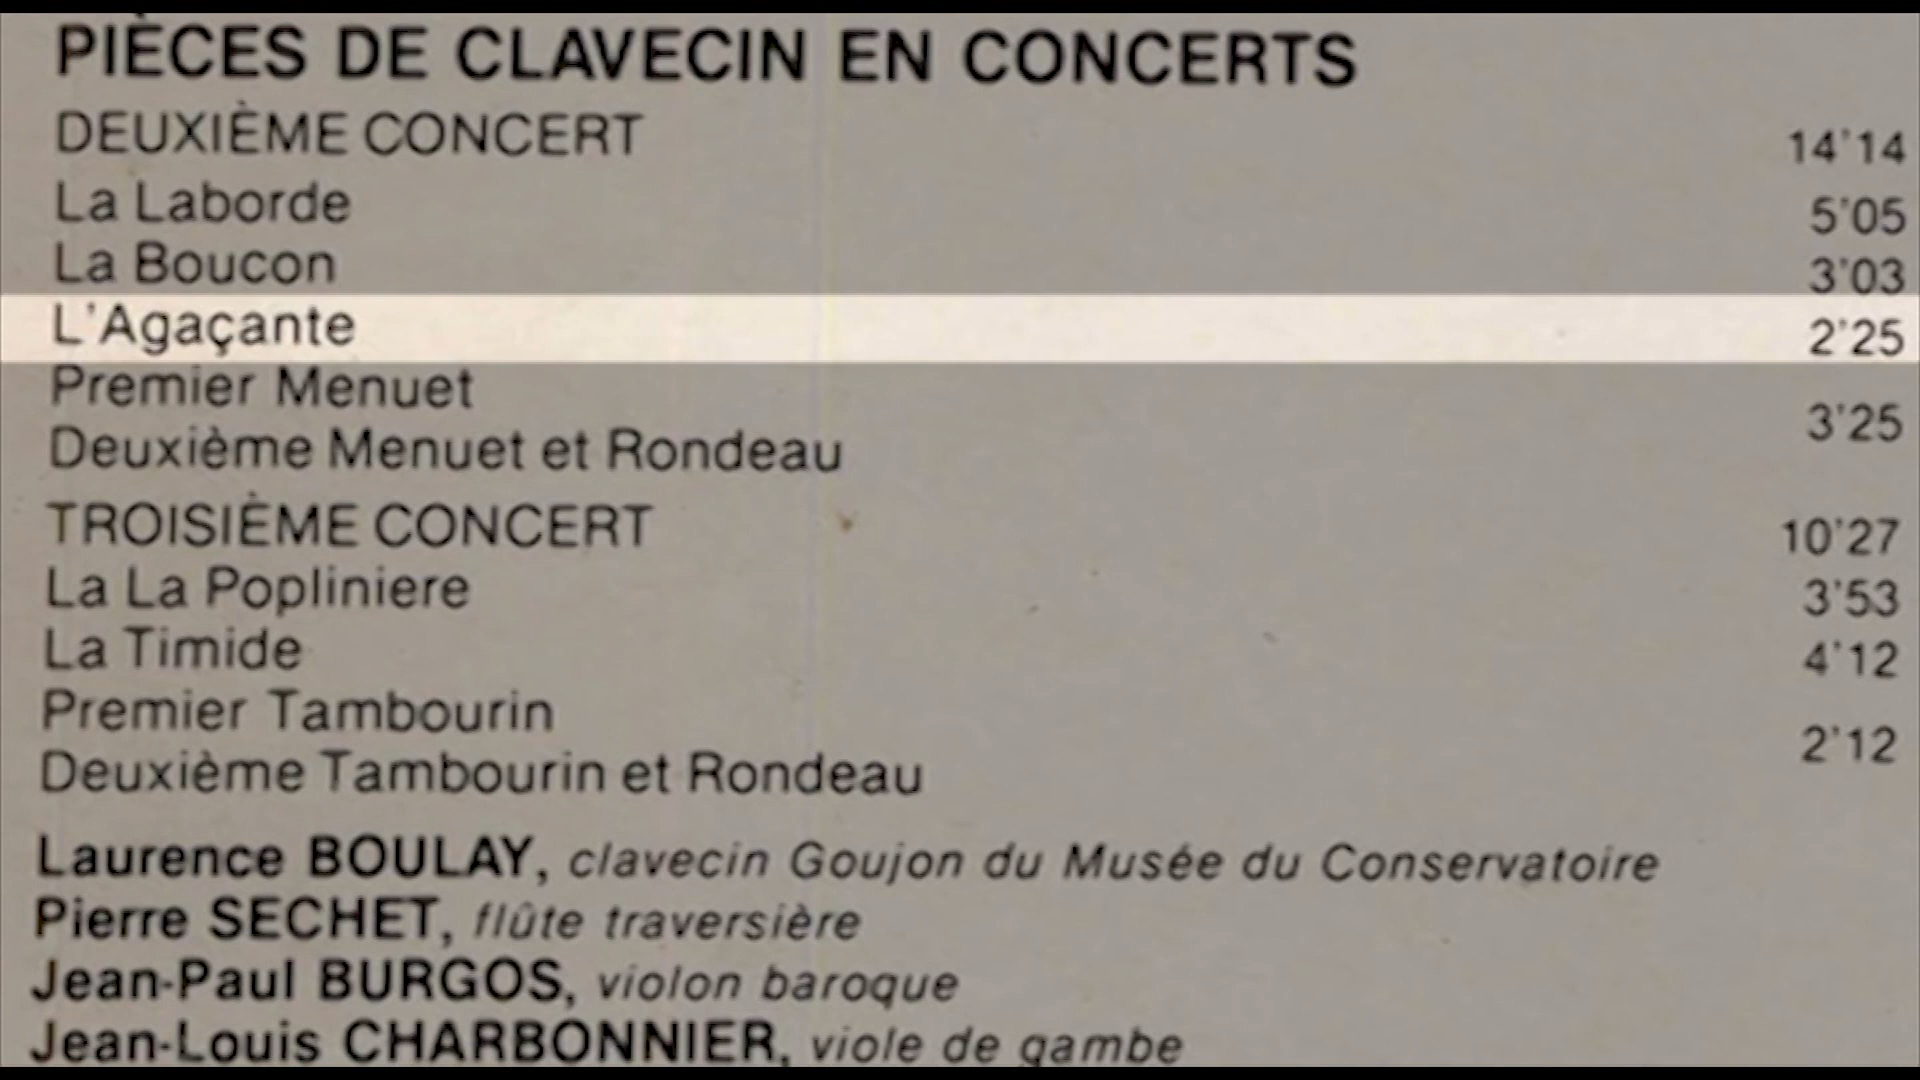 PIÈCES DE CLAVECIN EN CONCERTS
DEUXIÈME CONCERT 14'14
La Laborde 5'05
La Boucon 3'03
L'Agaçante 2'25
Premier Menuet
Deuxième Menuet et Rondeau 3'25
TROISIÈME CONCERT 10'27
La La Popliniere 3'53
La Timide 4'12
Premier Tambourin
Deuxième Tambourin et Rondeau 2'12
Laurence BOULAY, clavecin Goujon du Musée du Conservatoire
Pierre SECHET, flûte traversière
Jean-Paul BURGOS, violon baroque
Jean-Louis CHARBONNIER, viole de gambe